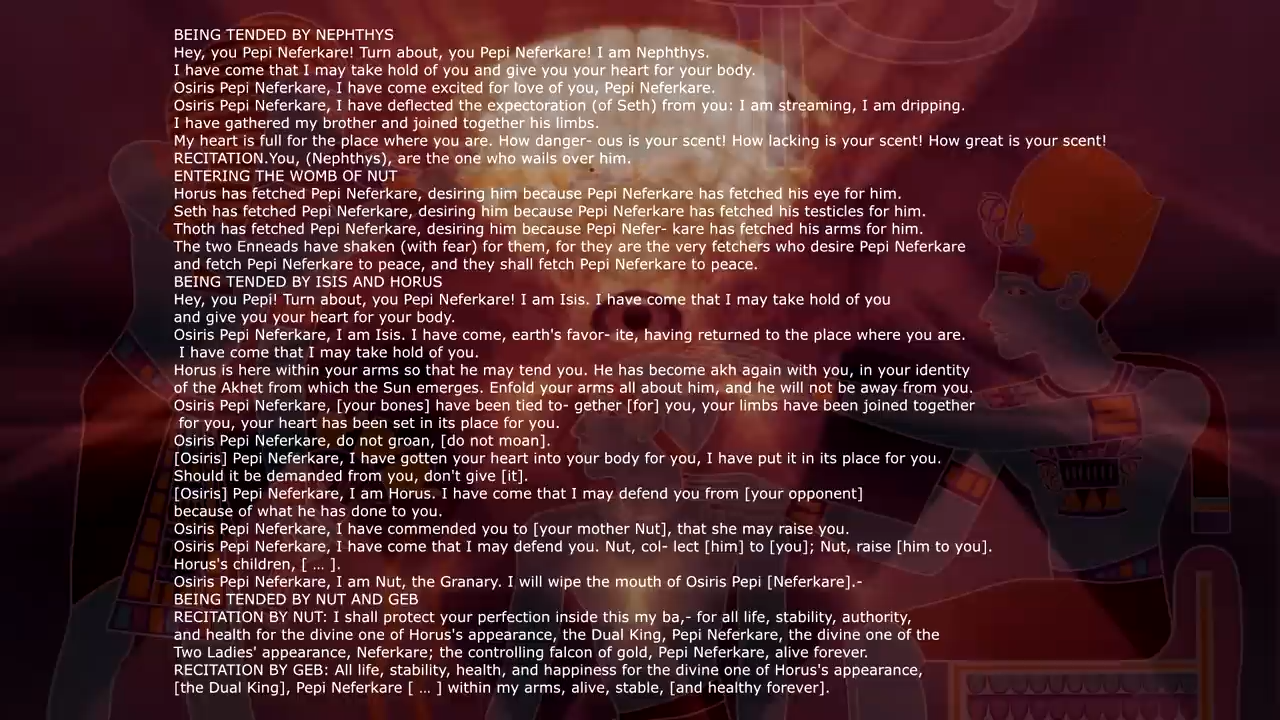 BEING TENDED BY NEPHTHYS
Hey, you Pepi Neferkare! Turn about, you Pepi Neferkare! I am Nephthys.
I have come that I may take hold of you and give you your heart for your body.
Osiris Pepi Neferkare, I have come excited for love of you, Pepi Neferkare.
Osiris Pepi Neferkare, I have deflected the expectoration (of Seth) from you: I am streaming, I am dripping.
I have gathered my brother and joined together his limbs.
My heart is full for the place where you are. How danger- ous is your scent! How lacking is your scent! How great is your scent!
RECITATION.You, (Nephthys), are the one who wails over him.
ENTERING THE WOMB OF NUT
Horus has fetched Pepi Neferkare, desiring him because Pepi Neferkare has fetched his eye for him.
Seth has fetched Pepi Neferkare, desiring him because Pepi Neferkare has fetched his testicles for him.
Thoth has fetched Pepi Neferkare, desiring him because Pepi Nefer- kare has fetched his arms for him.
The two Enneads have shaken (with fear) for them, for they are the very fetchers who desire Pepi Neferkare
and fetch Pepi Neferkare to peace, and they shall fetch Pepi Neferkare to peace.
BEING TENDED BY ISIS AND HORUS
Hey, you Pepi! Turn about, you Pepi Neferkare! I am Isis. I have come that I may take hold of you
and give you your heart for your body.
Osiris Pepi Neferkare, I am Isis. I have come, earth's favor- ite, having returned to the place where you are.
I have come that I may take hold of you.
Horus is here within your arms so that he may tend you. He has become akh again with you, in your identity
of the Akhet from which the Sun emerges. Enfold your arms all about him, and he will not be away from you.
Osiris Pepi Neferkare, [your bones] have been tied to- gether [for] you, your limbs have been joined together
for you, your heart has been set in its place for you.
Osiris Pepi Neferkare, do not groan, [do not moan].
[Osiris] Pepi Neferkare, I have gotten your heart into your body for you, I have put it in its place for you.
Should it be demanded from you, don't give [it].
[Osiris] Pepi Neferkare, I am Horus. I have come that I may defend you from [your opponent]
because of what he has done to you.
Osiris Pepi Neferkare, I have commended you to [your mother Nut], that she may raise you.
Osiris Pepi Neferkare, I have come that I may defend you. Nut, col- lect [him] to [you]; Nut, raise [him to you].
Horus's children, [ ... ].
Osiris Pepi Neferkare, I am Nut, the Granary. I will wipe the mouth of Osiris Pepi [Neferkare].-
BEING TENDED BY NUT AND GEB
RECITATION BY NUT: I shall protect your perfection inside this my ba,- for all life, stability, authority,
and health for the divine one of Horus's appearance, the Dual King, Pepi Neferkare, the divine one of the
Two Ladies' appearance, Neferkare; the controlling falcon of gold, Pepi Neferkare, alive forever.
RECITATION BY GEB: All life, stability, health, and happiness for the divine one of Horus's appearance,
[the Dual King], Pepi Neferkare [ ... ] within my arms, alive, stable, [and healthy forever].